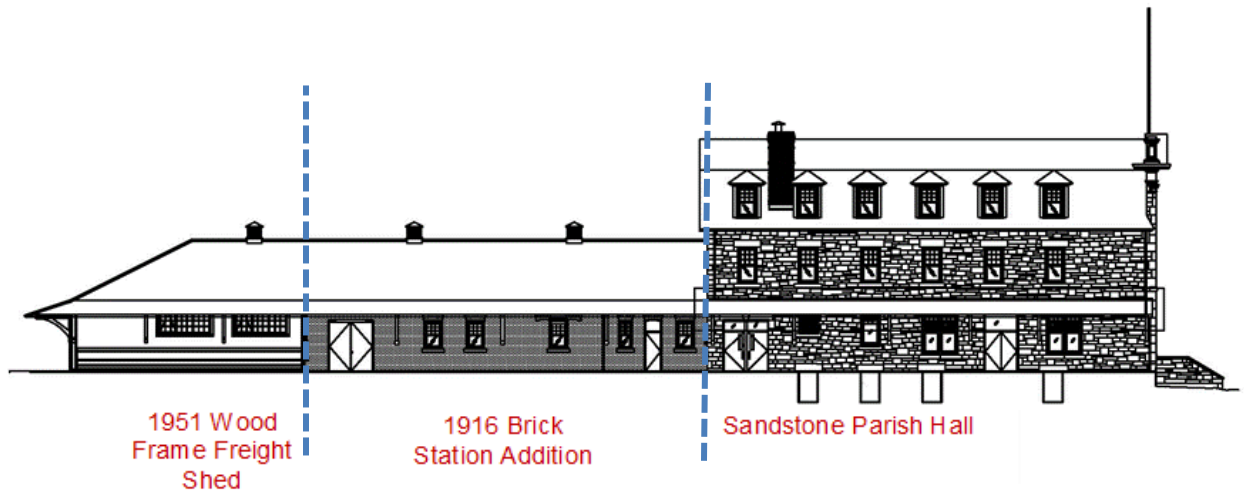 1951 Wood
Frame Freight
Shed
1916 Brick
Station Addition
Sandstone Parish Hall